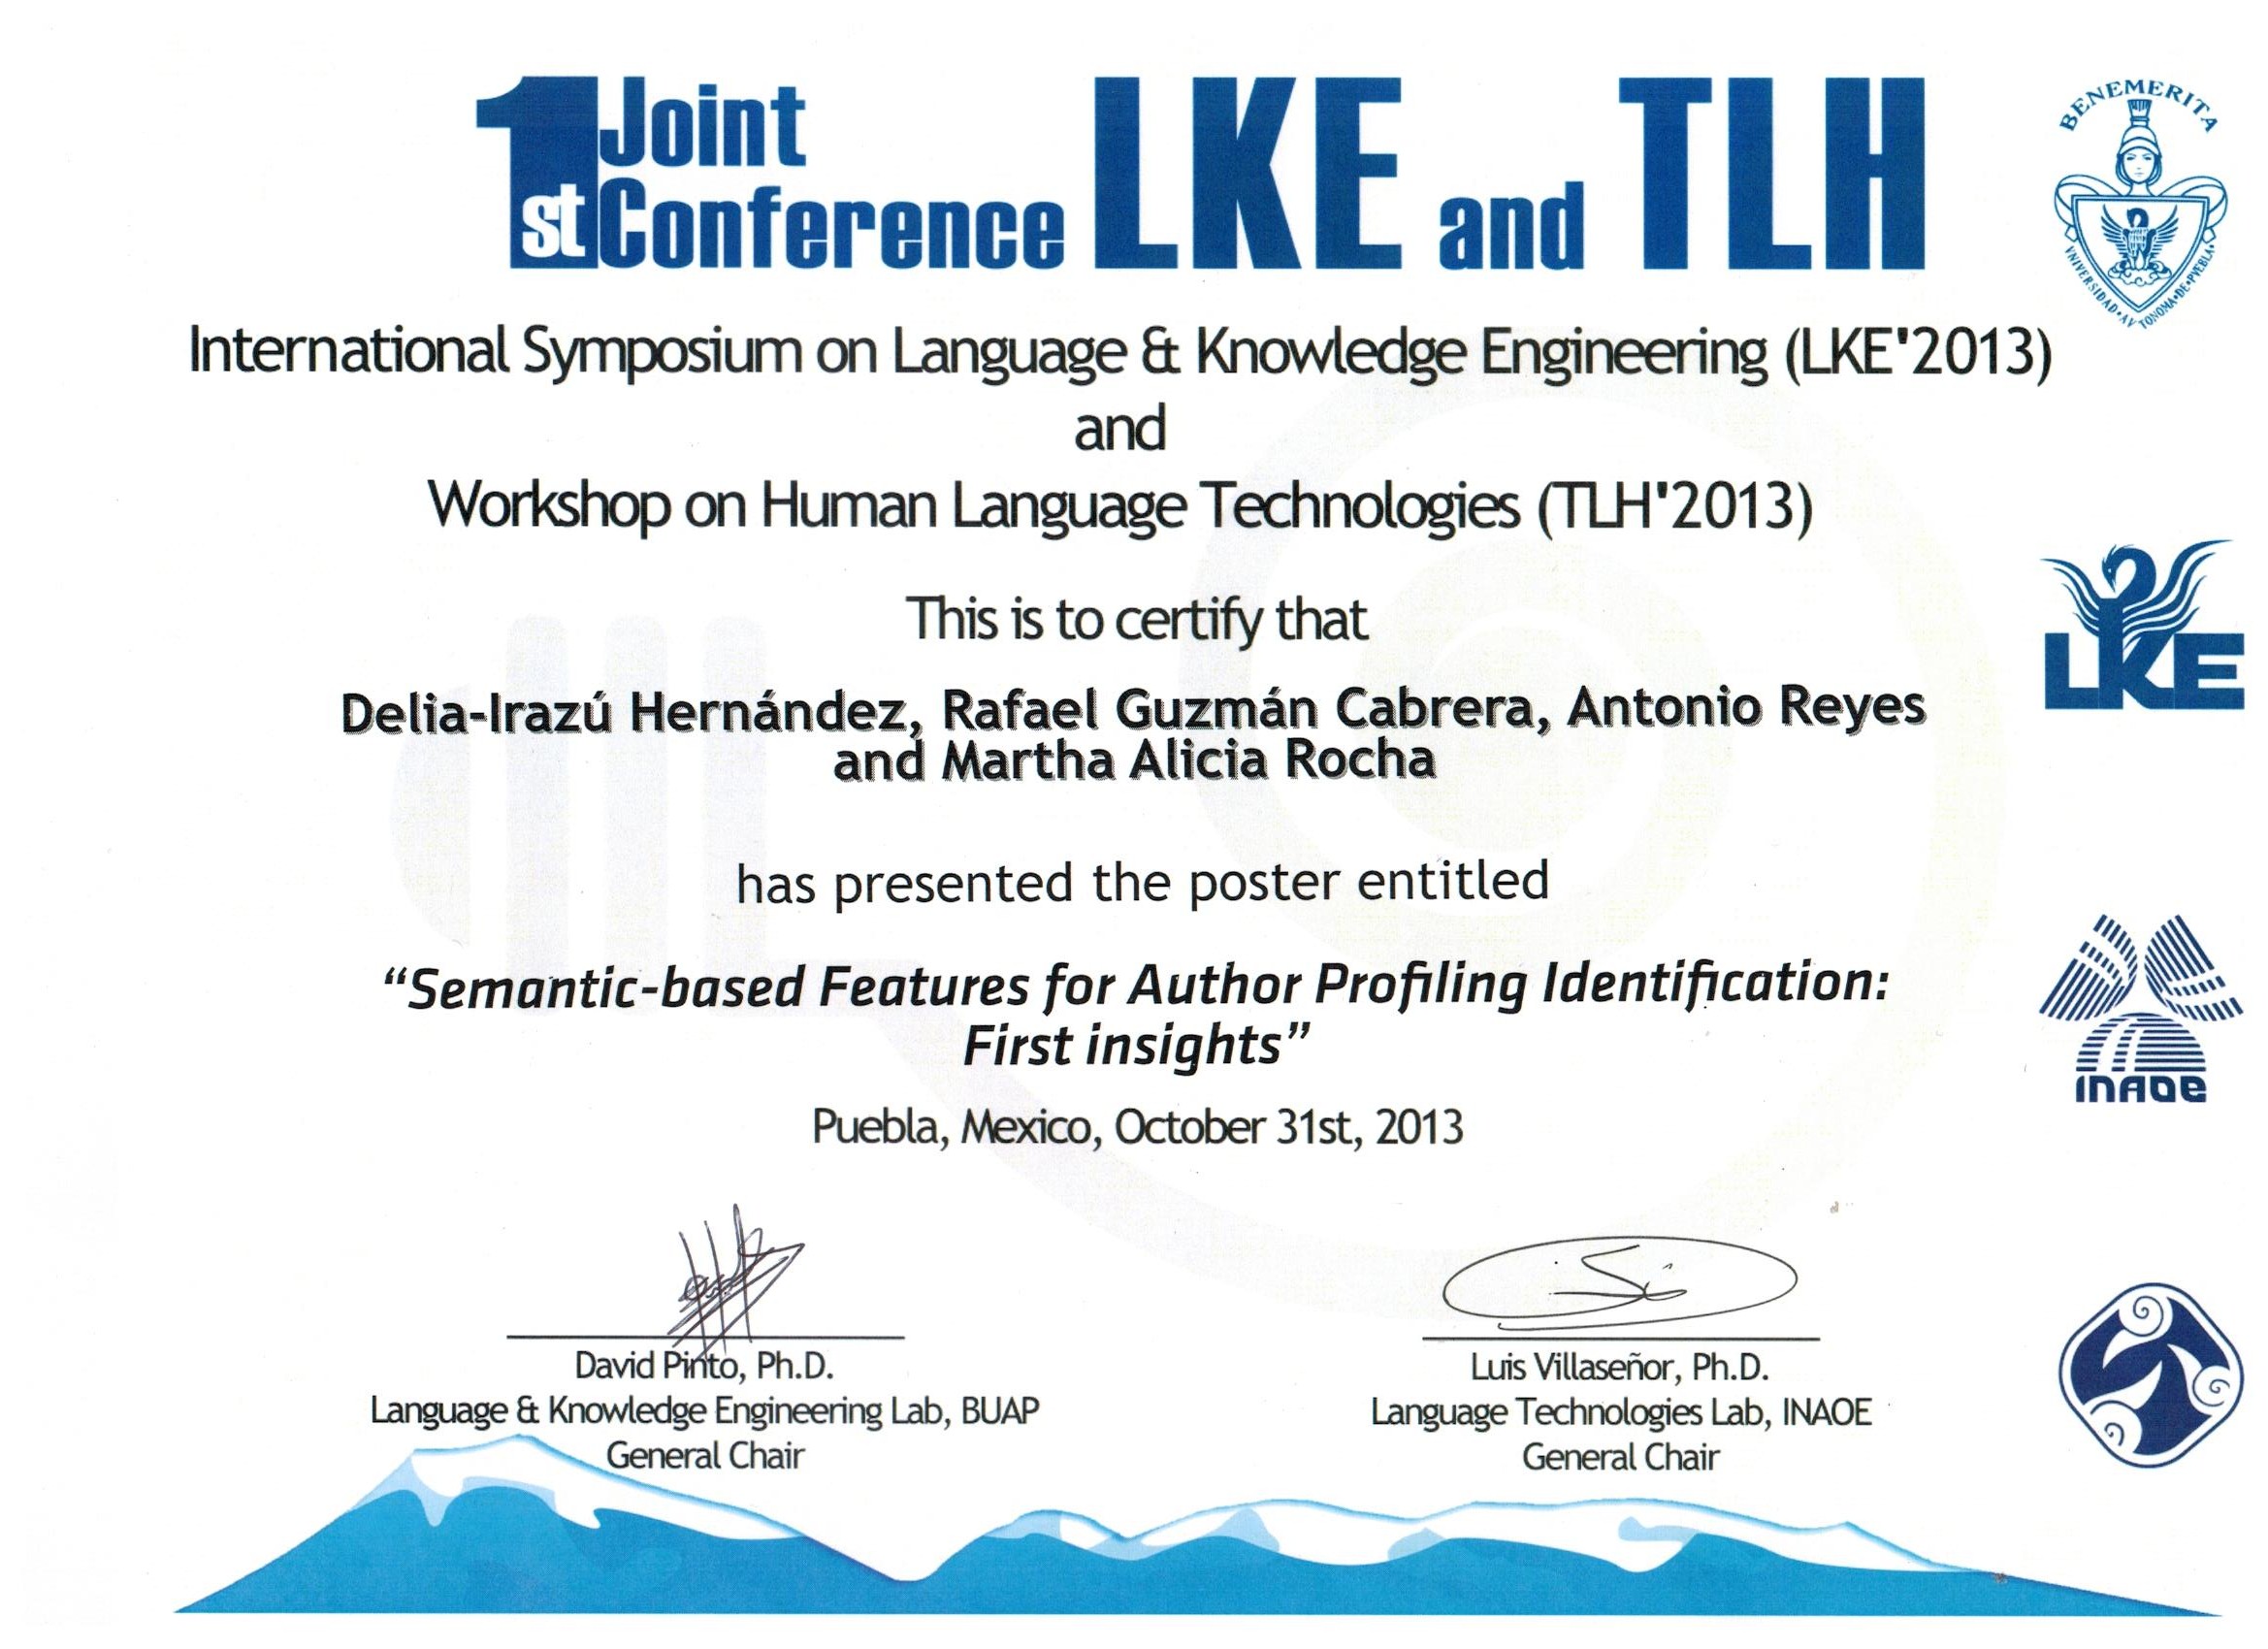 1st Joint Conference LKE and TLH
BENEMERITA
UNIVERSIDAD•AUTONOMA•DE•PUEBLA•
International Symposium on Language & Knowledge Engineering (LKE'2013)
and
Workshop on Human Language Technologies (TLH'2013)
This is to certify that
LKE
Delia-Irazú Hernández, Rafael Guzmán Cabrera, Antonio Reyes
and Martha Alicia Rocha
has presented the poster entitled
“Semantic-based Features for Author Profiling Identification:
First insights”
INAOE
Puebla, Mexico, October 31st, 2013
David Pinto, Ph.D.
Language & Knowledge Engineering Lab, BUAP
General Chair
Luis Villaseñor, Ph.D.
Language Technologies Lab, INAOE
General Chair